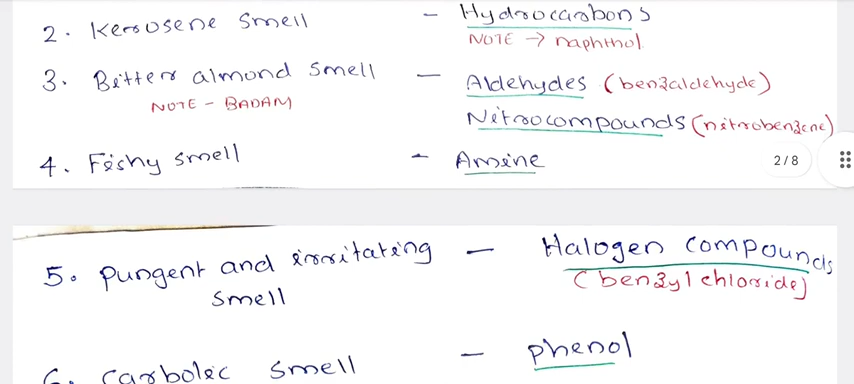 2. Kerosene smell - Hydrocarbons
NOTE → naphthol
3. Bitter almond smell - Aldehydes (benzaldehyde)
NOTE - BADAM
Nitrocompounds (nitrobenzene)
4. Fishy smell - Amine
2/8
5. Pungent and irritating smell - Halogen compounds
(benzyl chloride)
6. Carbolic smell - phenol